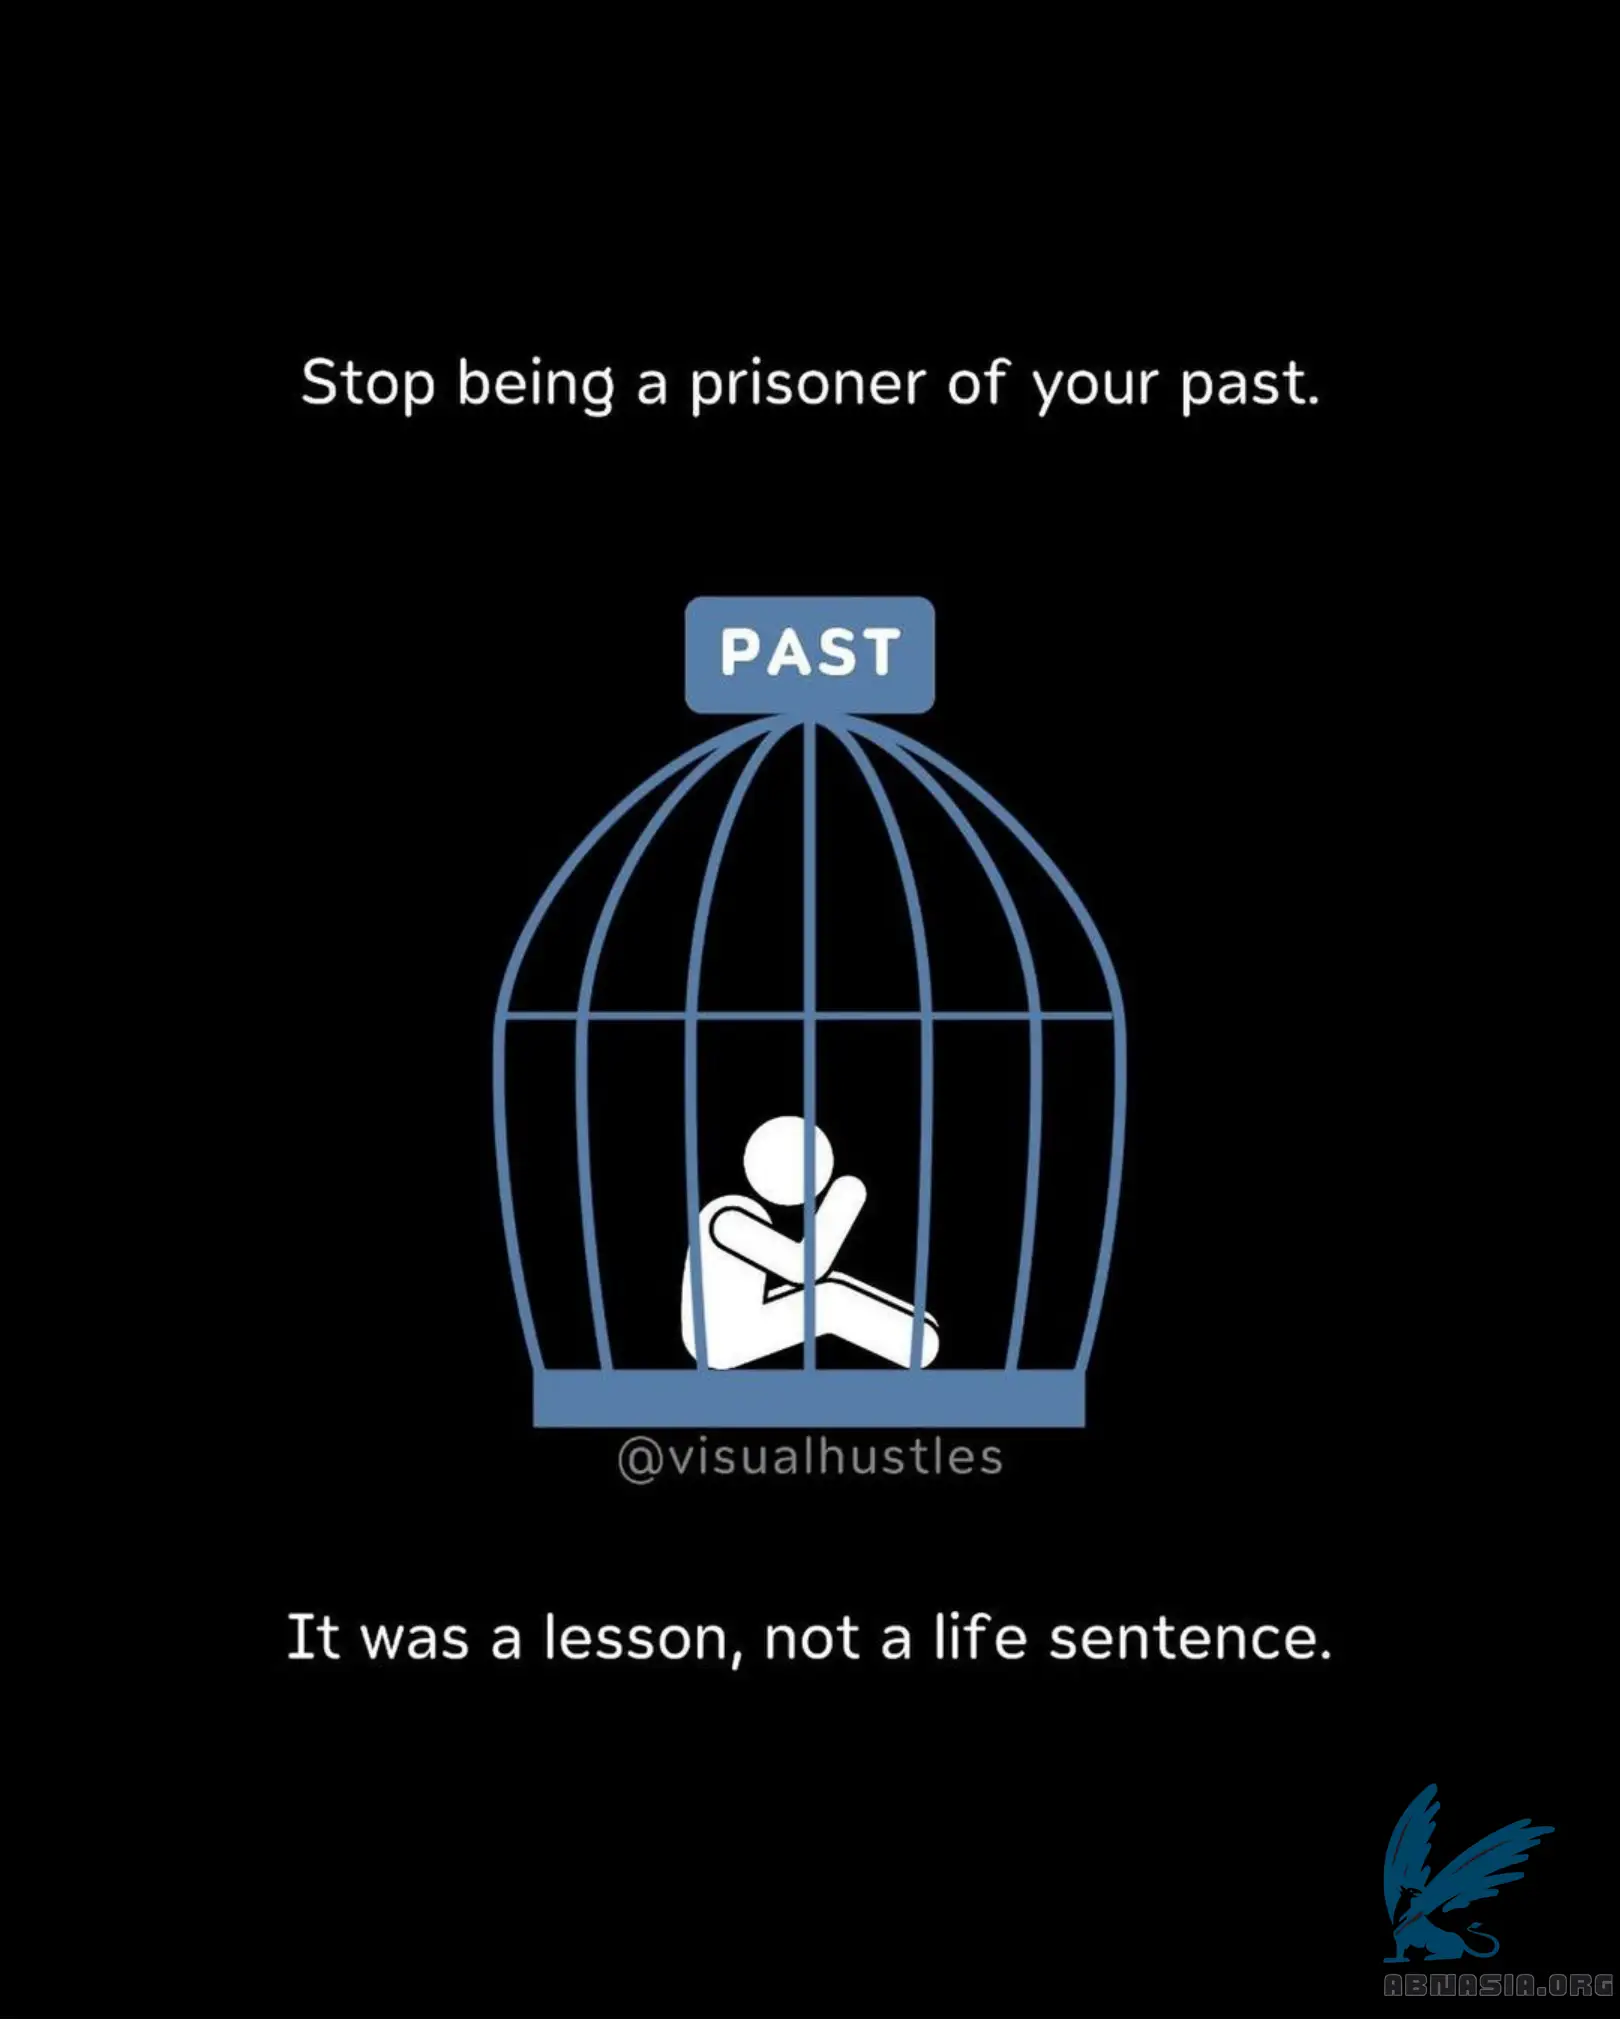 Stop being a prisoner of your past.
PAST
@visualhustles
It was a lesson, not a life sentence.
ABNASIA.ORG